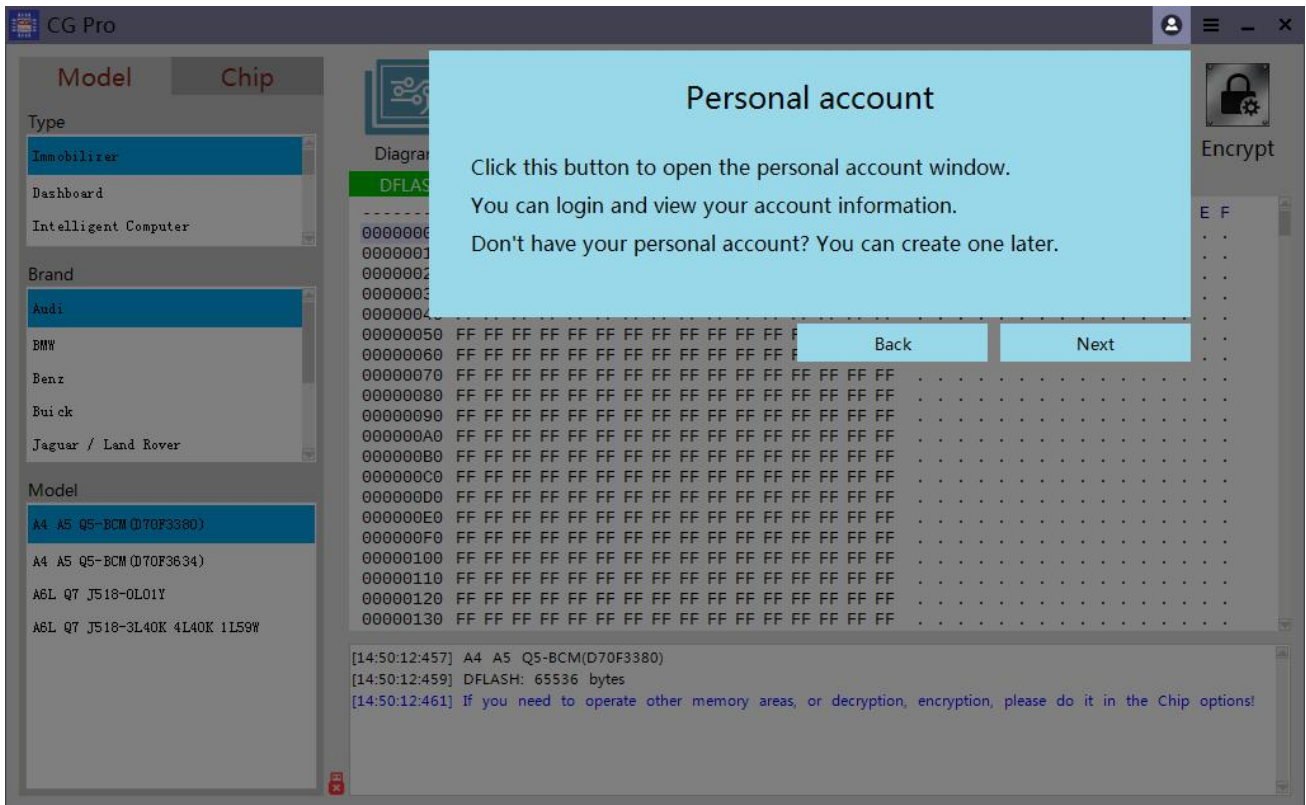 CG Pro
Model Chip
Type
Immobilizer
Dashboard
Intelligent Computer
Brand
Audi
BMW
Benz
Buick
Jaguar / Land Rover
Model
A4 A5 Q5-BCM(D70F3380)
A4 A5 Q5-BCM(D70F3634)
A6L Q7 J518-0L01Y
A6L Q7 J518-3L40K 4L40K 1L59W
Personal account
Click this button to open the personal account window.
You can login and view your account information.
Don't have your personal account? You can create one later.
Back Next
Encrypt
E F
00000050 FF FF FF FF FF FF FF FF FF FF FF FF
00000060 FF FF FF FF FF FF FF FF FF FF FF FF
00000070 FF FF FF FF FF FF FF FF FF FF FF FF FF FF FF FF . . . . . . . . . . . . . . . .
00000080 FF FF FF FF FF FF FF FF FF FF FF FF FF FF FF FF . . . . . . . . . . . . . . . .
00000090 FF FF FF FF FF FF FF FF FF FF FF FF FF FF FF FF . . . . . . . . . . . . . . . .
000000A0 FF FF FF FF FF FF FF FF FF FF FF FF FF FF FF FF . . . . . . . . . . . . . . . .
000000B0 FF FF FF FF FF FF FF FF FF FF FF FF FF FF FF FF . . . . . . . . . . . . . . . .
000000C0 FF FF FF FF FF FF FF FF FF FF FF FF FF FF FF FF . . . . . . . . . . . . . . . .
000000D0 FF FF FF FF FF FF FF FF FF FF FF FF FF FF FF FF . . . . . . . . . . . . . . . .
000000E0 FF FF FF FF FF FF FF FF FF FF FF FF FF FF FF FF . . . . . . . . . . . . . . . .
000000F0 FF FF FF FF FF FF FF FF FF FF FF FF FF FF FF FF . . . . . . . . . . . . . . . .
00000100 FF FF FF FF FF FF FF FF FF FF FF FF FF FF FF FF . . . . . . . . . . . . . . . .
00000110 FF FF FF FF FF FF FF FF FF FF FF FF FF FF FF FF . . . . . . . . . . . . . . . .
00000120 FF FF FF FF FF FF FF FF FF FF FF FF FF FF FF FF . . . . . . . . . . . . . . . .
00000130 FF FF FF FF FF FF FF FF FF FF FF FF FF FF FF FF . . . . . . . . . . . . . . . .
[14:50:12:457] A4 A5 Q5-BCM(D70F3380)
[14:50:12:459] DFLASH: 65536 bytes
[14:50:12:461] If you need to operate other memory areas, or decryption, encryption, please do it in the Chip options!